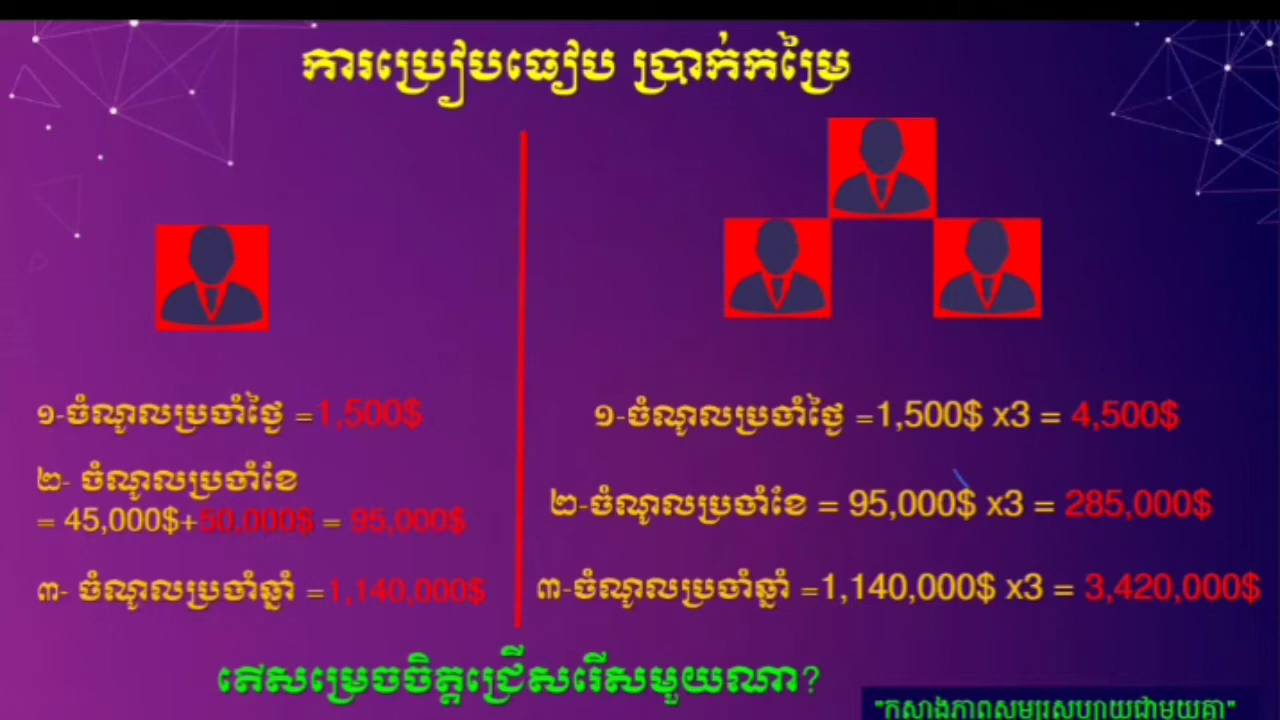 ការប្រៀបធៀប ប្រាក់កម្រៃ
១-ចំណូលប្រចាំថ្ងៃ =1,500$
២- ចំណូលប្រចាំខែ
= 45,000$+50,000$ = 95,000$
៣- ចំណូលប្រចាំឆ្នាំ =1,140,000$
១-ចំណូលប្រចាំថ្ងៃ =1,500$ x3 = 4,500$
២-ចំណូលប្រចាំខែ = 95,000$ x3 = 285,000$
៣-ចំណូលប្រចាំឆ្នាំ =1,140,000$ x3 = 3,420,000$
តើសម្រេចចិត្តជ្រើសរើសមួយណា?
"កសាងភាពសម្បូរសប្បាយជាមួយគ្នា"